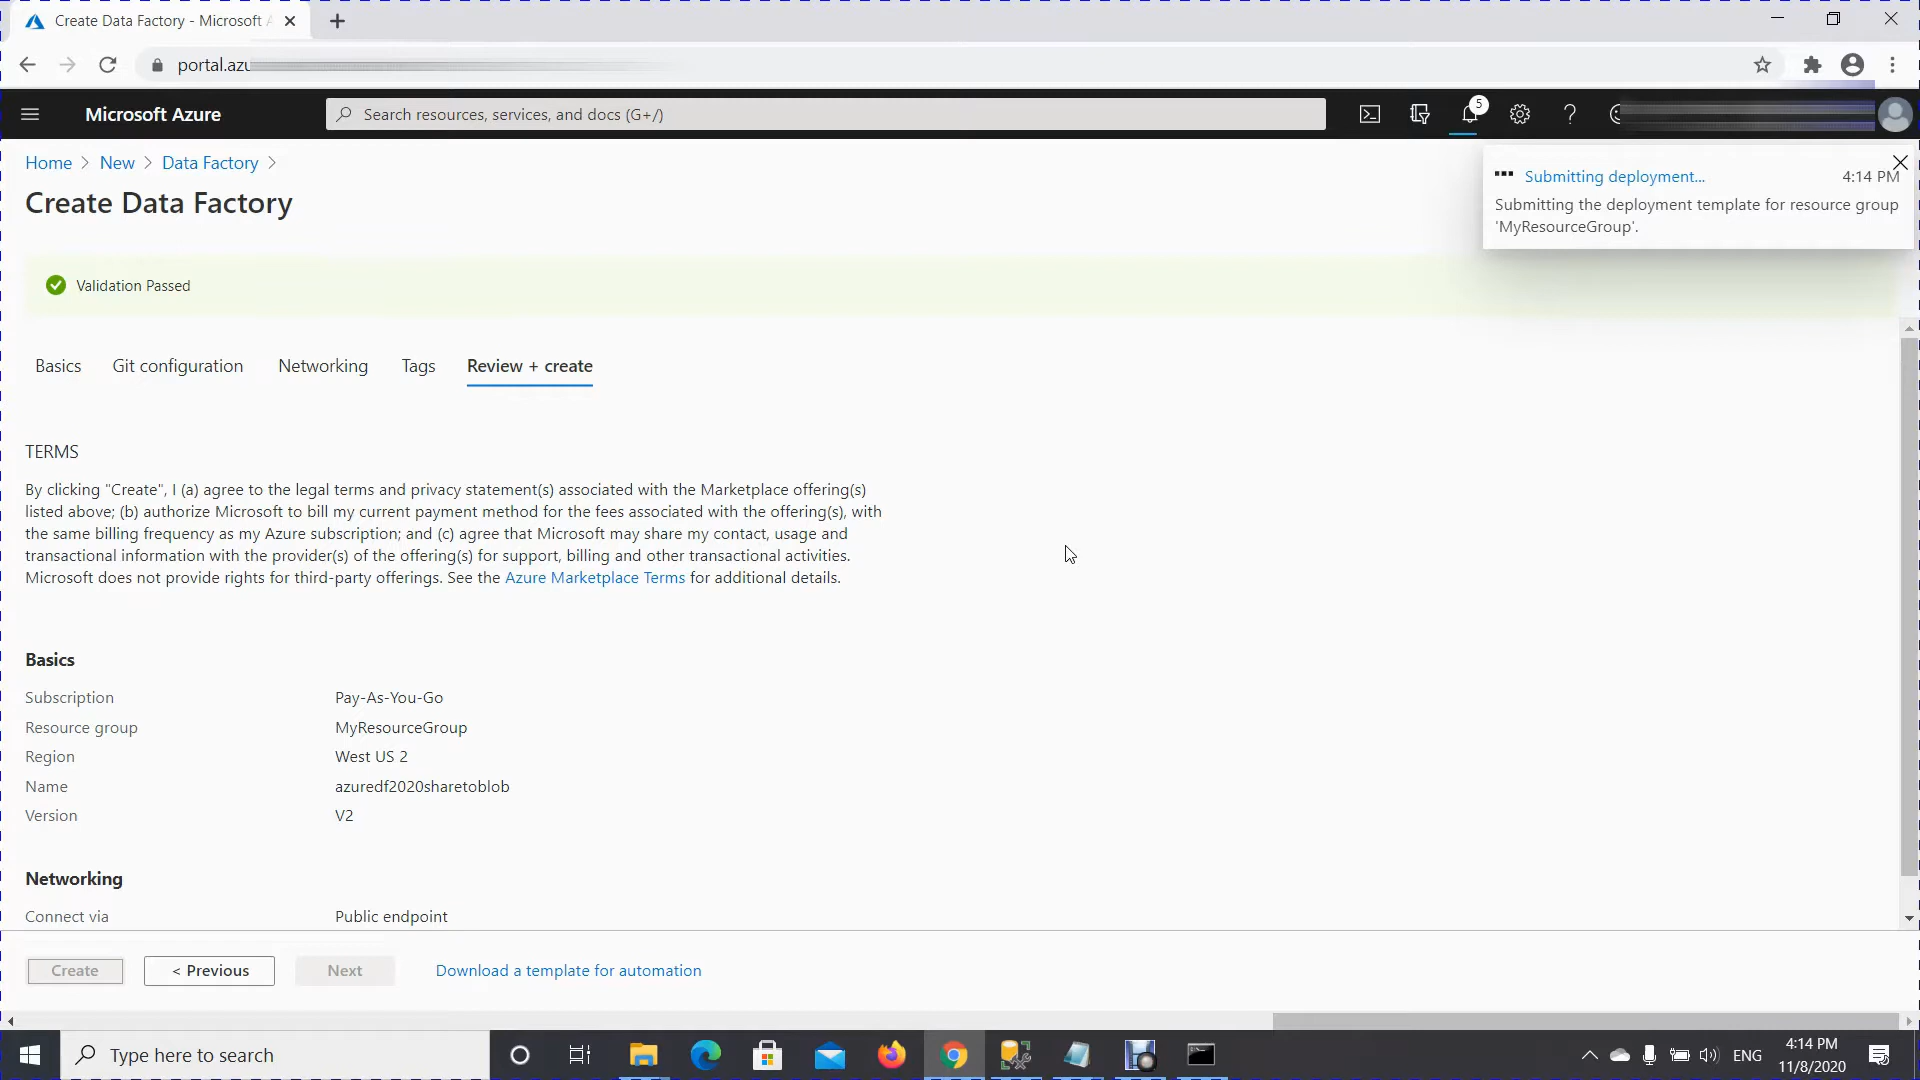 Create Data Factory - Microsoft
portal.azu
Microsoft Azure
Search resources, services, and docs (G+/)
5
Home > New > Data Factory >
Create Data Factory
Submitting deployment...
4:14 PM
Submitting the deployment template for resource group
'MyResourceGroup'.
Validation Passed
Basics
Git configuration
Networking
Tags
Review + create
TERMS
By clicking "Create", I (a) agree to the legal terms and privacy statement(s) associated with the Marketplace offering(s)
listed above; (b) authorize Microsoft to bill my current payment method for the fees associated with the offering(s), with
the same billing frequency as my Azure subscription; and (c) agree that Microsoft may share my contact, usage and
transactional information with the provider(s) of the offering(s) for support, billing and other transactional activities.
Microsoft does not provide rights for third-party offerings. See the Azure Marketplace Terms for additional details.
Basics
Subscription Pay-As-You-Go
Resource group MyResourceGroup
Region West US 2
Name azuredf2020sharetoblob
Version V2
Networking
Connect via Public endpoint
Create
< Previous
Next
Download a template for automation
Type here to search
ENG
4:14 PM
11/8/2020